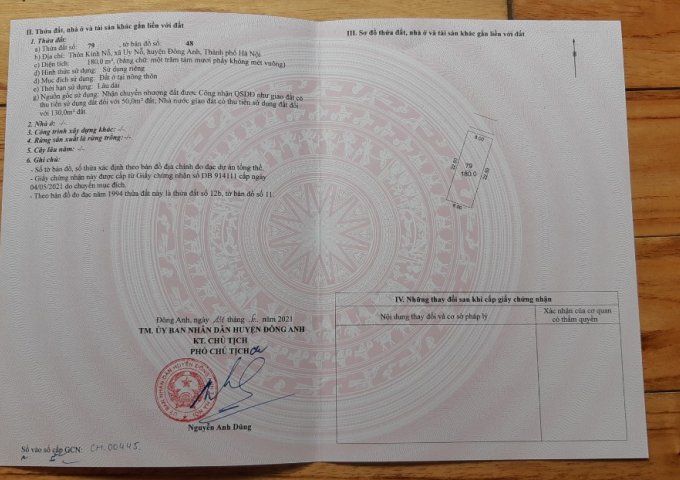 II. Thửa đất, nhà ở và tài sản khác gắn liền với đất
1. Thửa đất:
a) Thửa đất số: 79 , tờ bản đồ số: 48
b) Địa chỉ: Thôn Kính Nỗ, xã Uy Nỗ, huyện Đông Anh, Thành phố Hà Nội
c) Diện tích: 180,0 m², (bằng chữ: một trăm tám mươi phẩy không mét vuông)
d) Hình thức sử dụng: Sử dụng riêng
đ) Mục đích sử dụng: Đất ở tại nông thôn
e) Thời hạn sử dụng: Lâu dài
g) Nguồn gốc sử dụng: Nhận chuyển nhượng đất được Công nhận QSDĐ như giao đất có
thu tiền sử dụng đất đối với 50,0m² đất; Nhà nước giao đất có thu tiền sử dụng đất đối
với 130,0m² đất
2. Nhà ở: -/-
3. Công trình xây dựng khác: -/-
4. Rừng sản xuất là rừng trồng: -/-
5. Cây lâu năm: -/-
6. Ghi chú:
- Số tờ bản đồ, số thửa xác định theo bản đồ địa chính đo đạc dự án tổng thể.
- Giấy chứng nhận này được cấp từ Giấy chứng nhận số DB 914111 cấp ngày
04/05/2021 do chuyển mục đích.
- Theo bản đồ đo đạc năm 1994 thửa đất này là thửa đất số 12b, tờ bản đồ số 11.
Đông Anh, ngày tháng năm 2021
TM. ỦY BAN NHÂN DÂN HUYỆN ĐÔNG ANH
KT. CHỦ TỊCH
PHÓ CHỦ TỊCH
Nguyễn Anh Dũng
Số vào sổ cấp GCN: CH.00445
III. Sơ đồ thửa đất, nhà ở và tài sản khác gắn liền với đất
79
180.0
IV. Những thay đổi sau khi cấp giấy chứng nhận
Nội dung thay đổi và cơ sở pháp lý
Xác nhận của cơ quan
có thẩm quyền